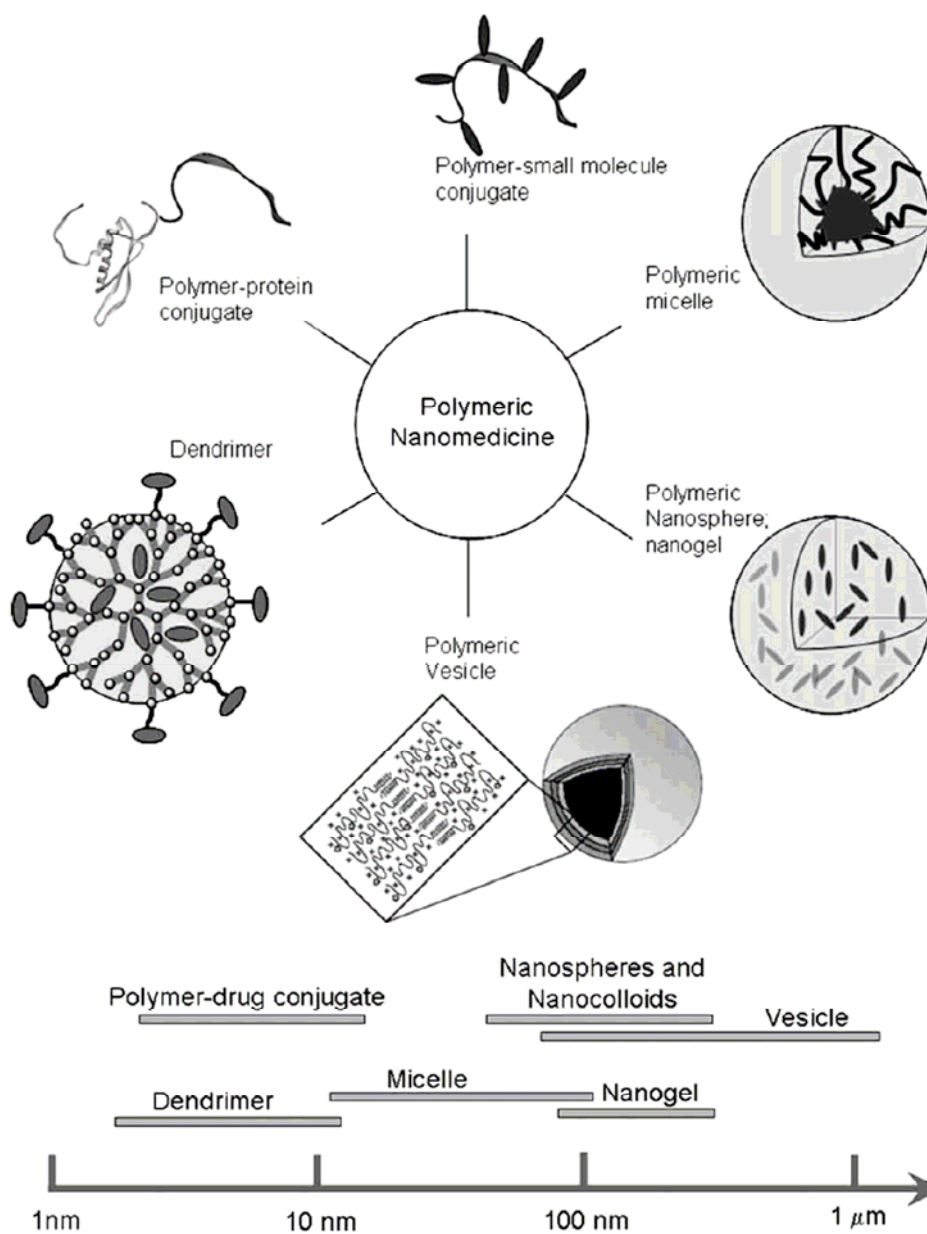 Polymer-small molecule
conjugate
Polymer-protein
conjugate
Polymeric
micelle
Polymeric
Nanomedicine
Dendrimer
Polymeric
Nanosphere;
nanogel
Polymeric
Vesicle
Nanospheres and
Nanocolloids
Polymer-drug conjugate
Vesicle
Micelle
Nanogel
Dendrimer
1nm
10 nm
100 nm
1 μm